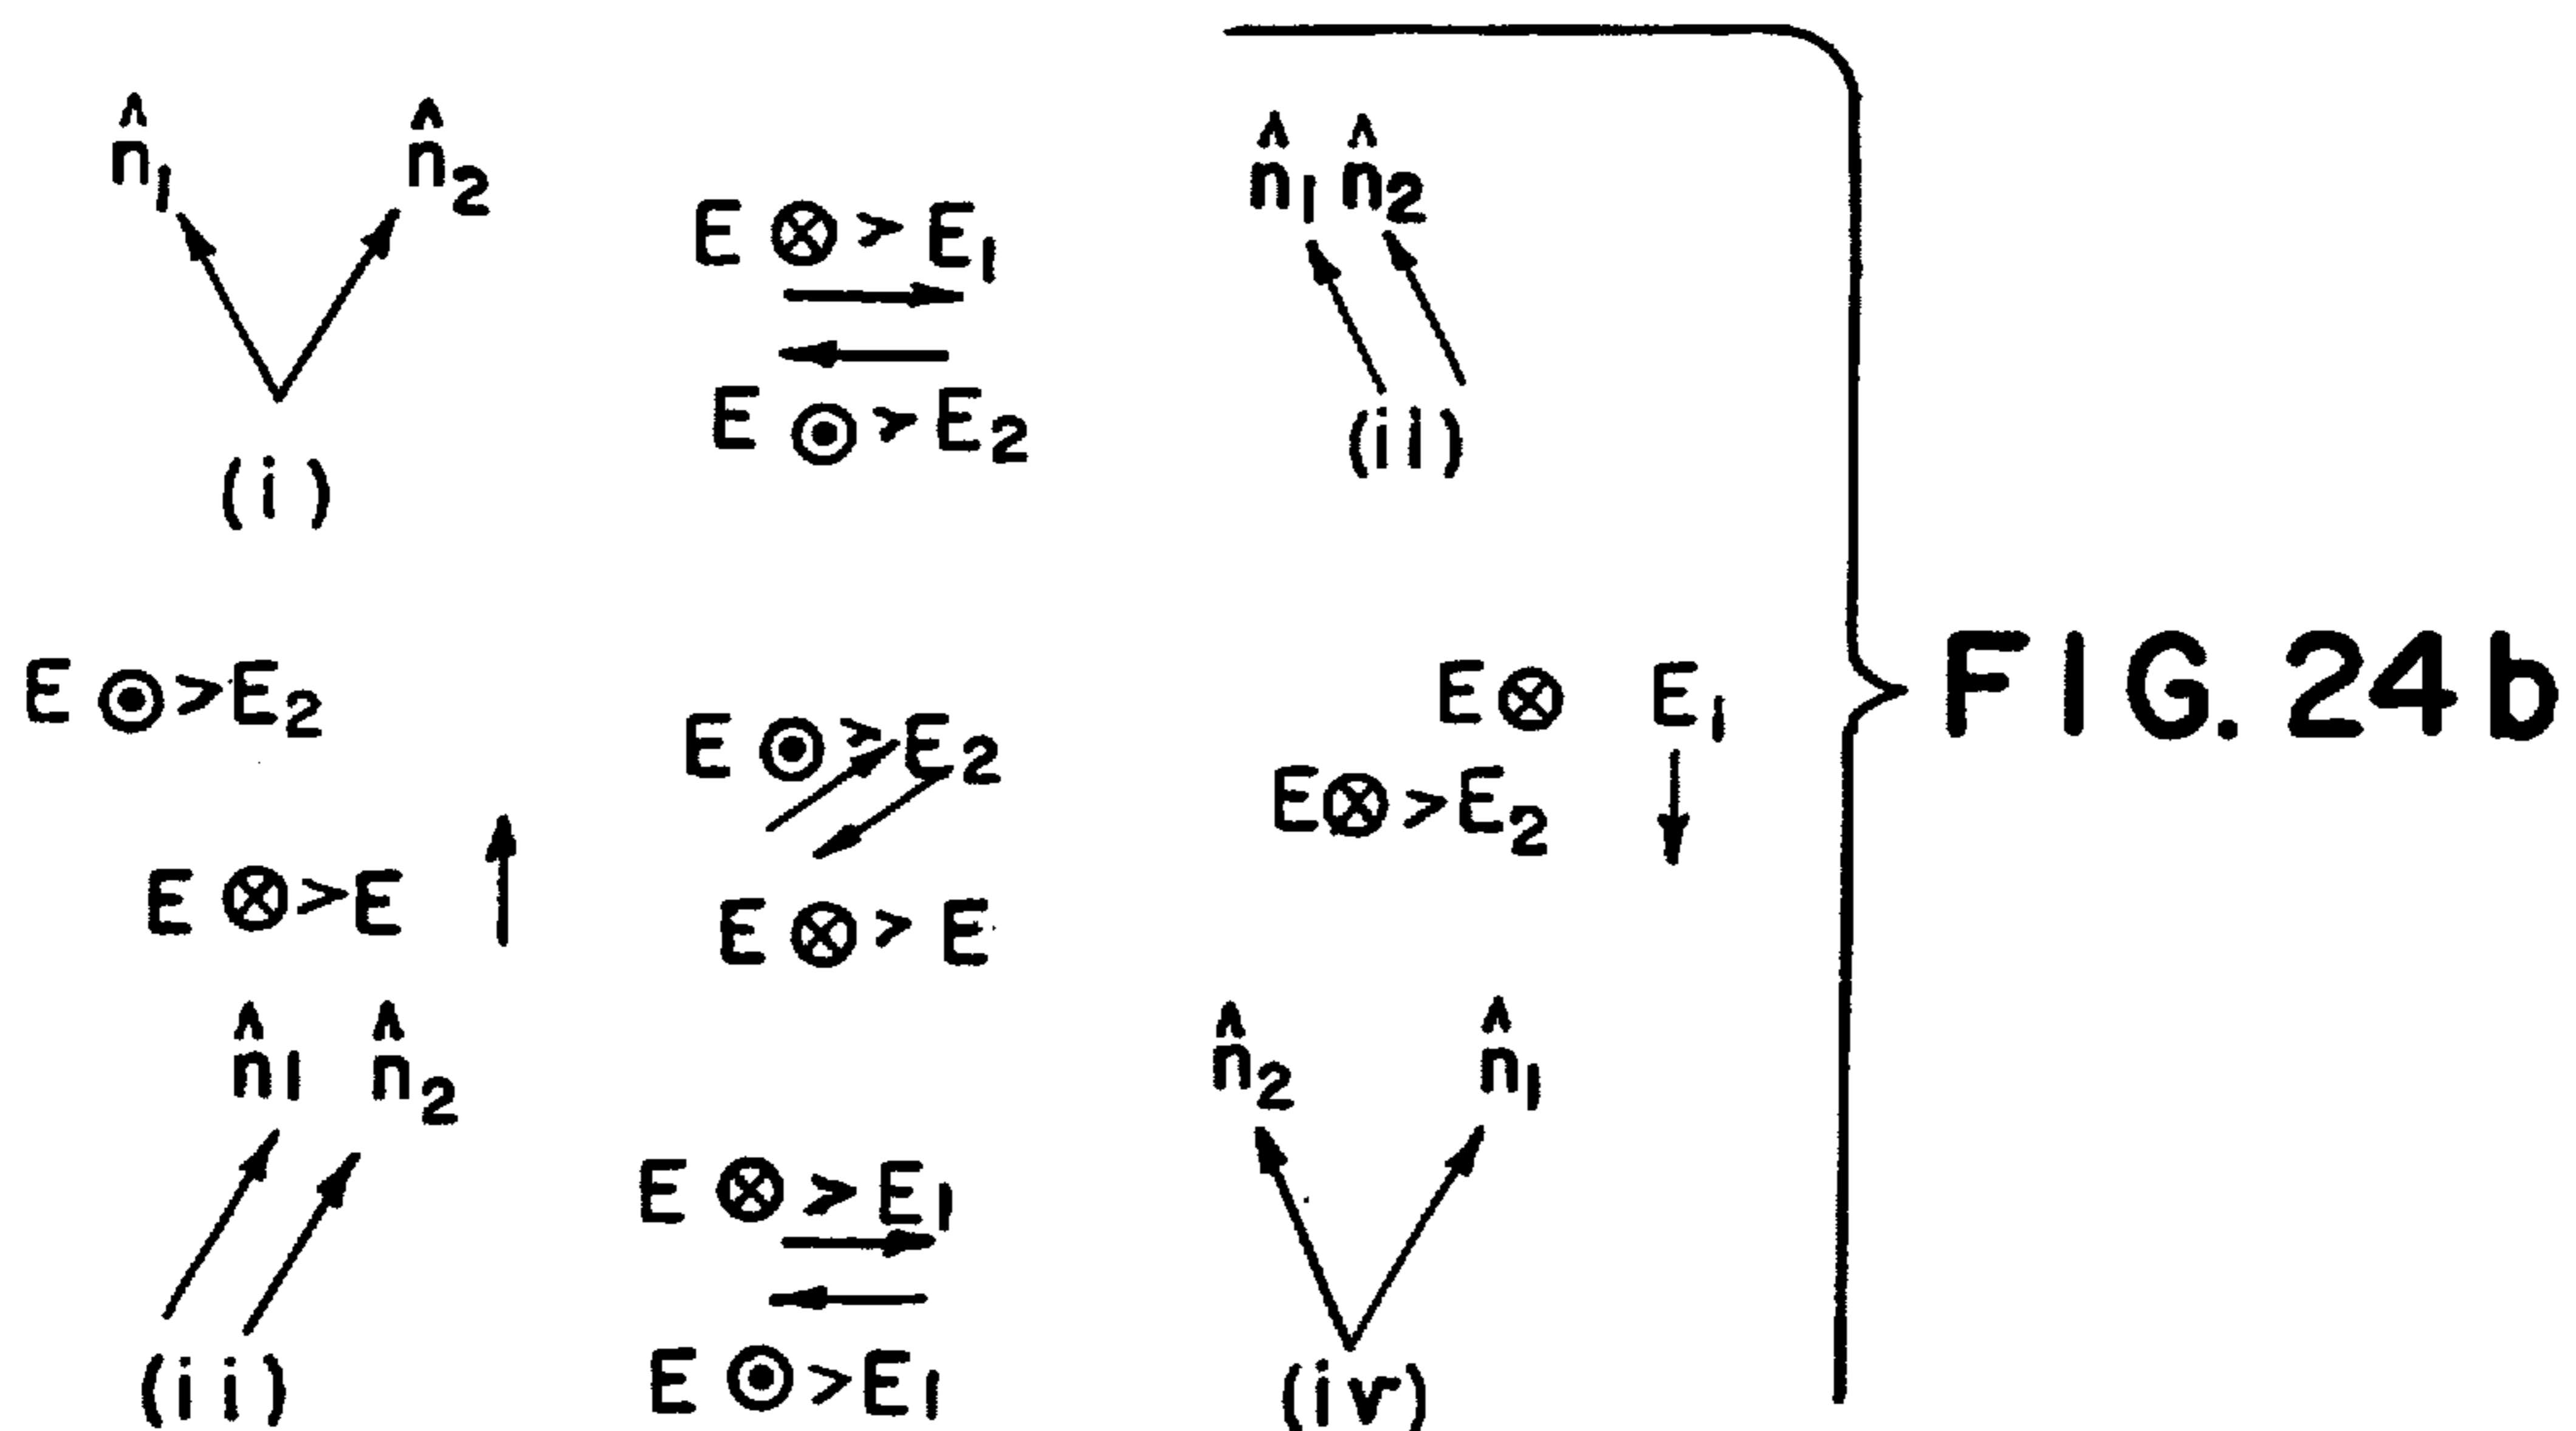 n̂1 n̂2
E ⊗ > E1
E ⊙ > E2
(i)
n̂1 n̂2
(il)
E ⊙ > E2
E ⊗ > E
E ⊙ > E2
E ⊗ > E
E ⊗ E1
E ⊗ > E2
n̂1 n̂2
(ii)
E ⊗ > E1
E ⊙ > E1
n̂2 n̂1
(iv)
FIG. 24b